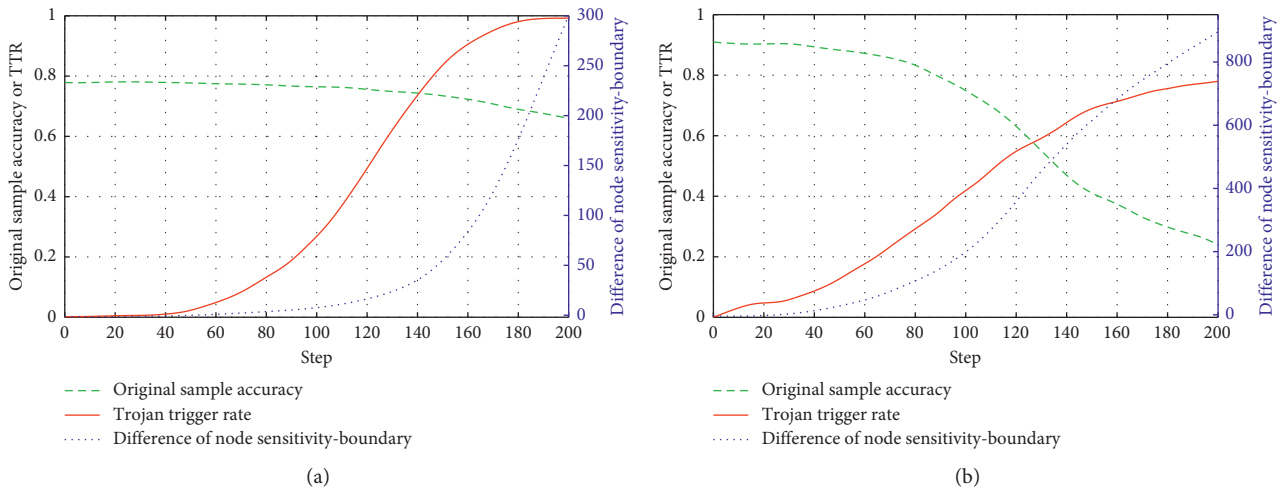 Original sample accuracy or TTR
1
0.8
0.6
0.4
0.2
0
0 20 40 60 80 100 120 140 160 180 200
Step
300
250
200
150
100
50
0
Difference of node sensitivity-boundary
Original sample accuracy
Trojan trigger rate
Difference of node sensitivity-boundary
(a)
Original sample accuracy or TTR
1
0.8
0.6
0.4
0.2
0
0 20 40 60 80 100 120 140 160 180 200
Step
800
600
400
200
0
Difference of node sensitivity-boundary
Original sample accuracy
Trojan trigger rate
Difference of node sensitivity-boundary
(b)